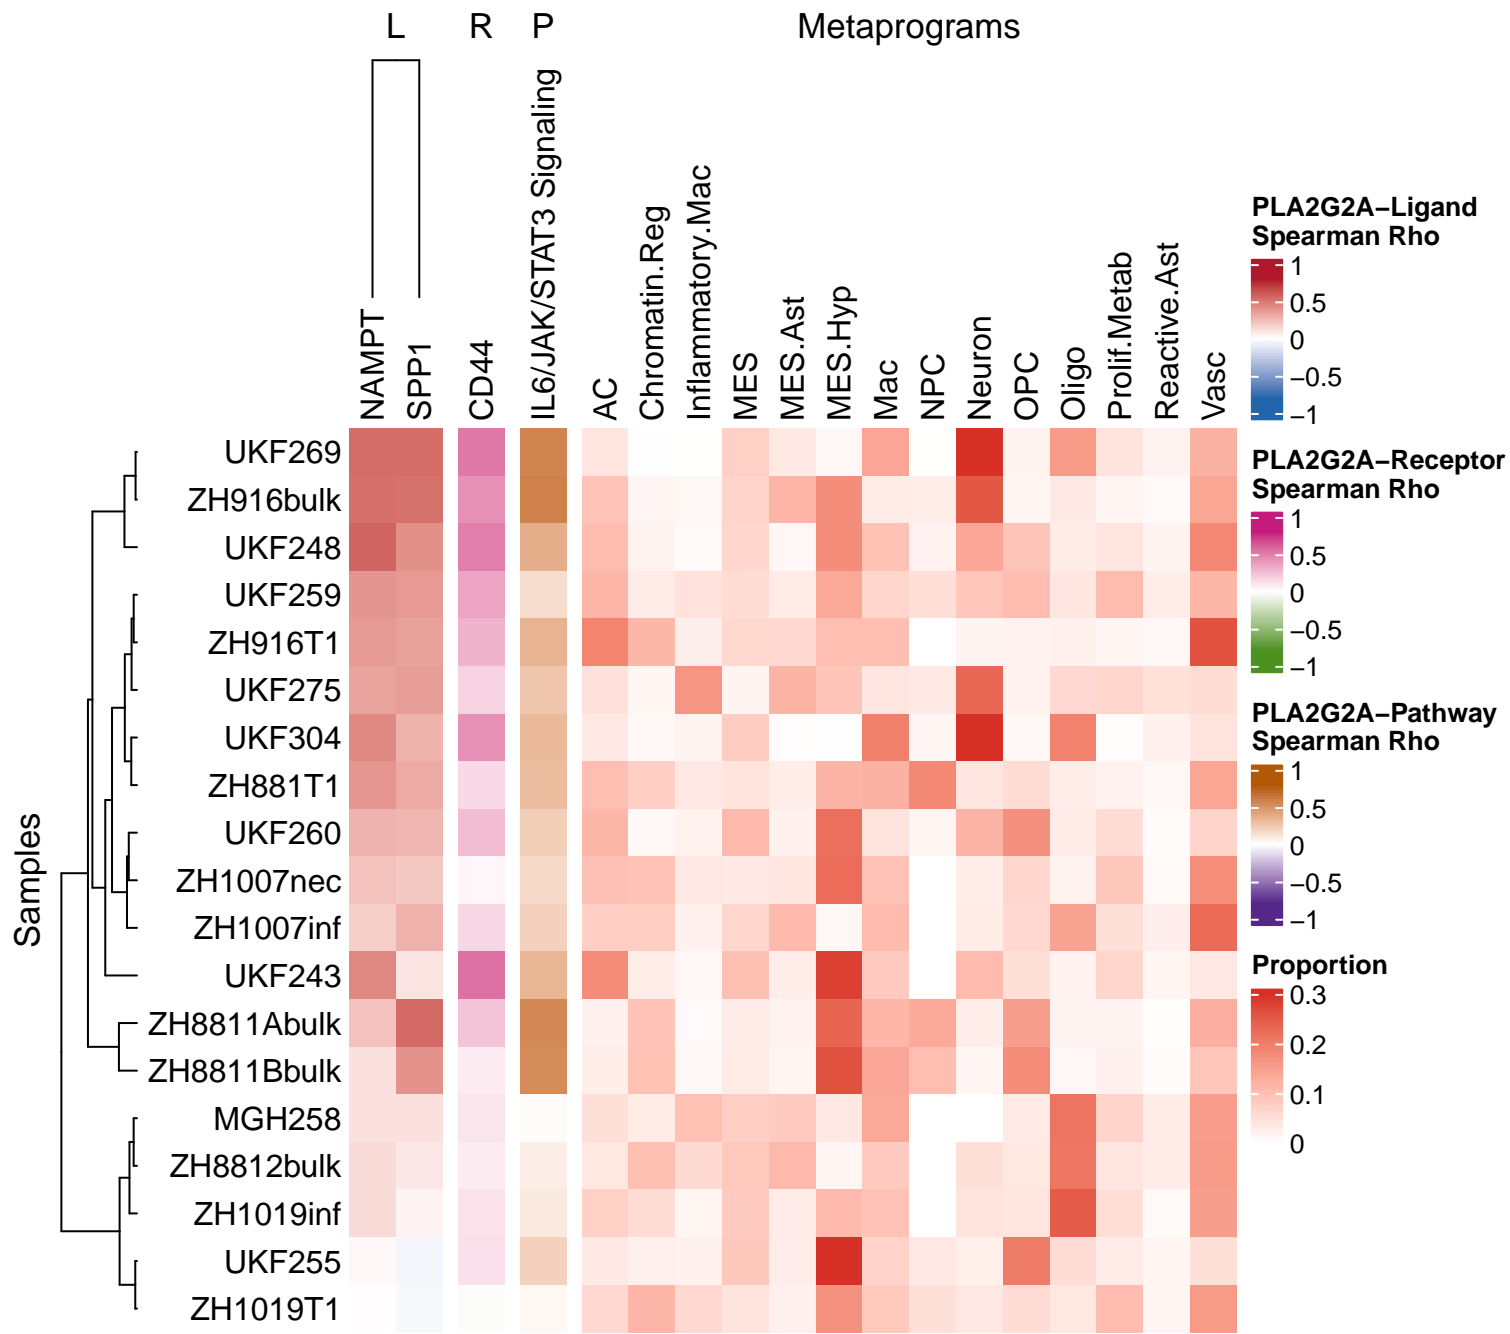 L R P Metaprograms
NAMPT
SPP1
CD44
IL6/JAK/STAT3 Signaling
AC
Chromatin.Reg
Inflammatory.Mac
MES
MES.Ast
MES.Hyp
Mac
NPC
Neuron
OPC
Oligo
Prolif.Metab
Reactive.Ast
Vasc
Samples
UKF269
ZH916bulk
UKF248
UKF259
ZH916T1
UKF275
UKF304
ZH881T1
UKF260
ZH1007nec
ZH1007inf
UKF243
ZH8811Abulk
ZH8811Bbulk
MGH258
ZH8812bulk
ZH1019inf
UKF255
ZH1019T1
PLA2G2A−Ligand
Spearman Rho
1
0.5
0
−0.5
−1
PLA2G2A−Receptor
Spearman Rho
1
0.5
0
−0.5
−1
PLA2G2A−Pathway
Spearman Rho
1
0.5
0
−0.5
−1
Proportion
0.3
0.2
0.1
0